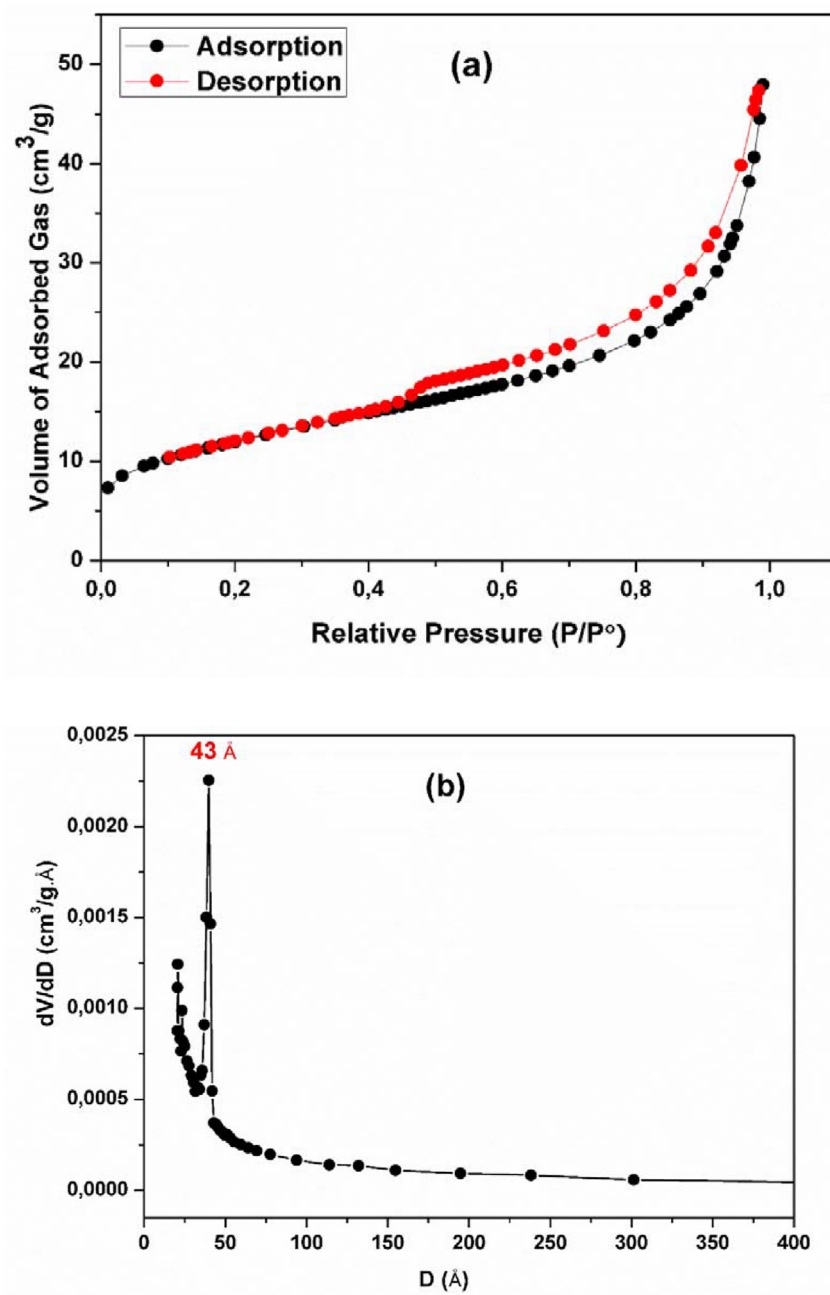 Adsorption
Desorption
(a)
50
40
30
20
10
0
Volume of Adsorbed Gas (cm³/g)
0,0 0,2 0,4 0,6 0,8 1,0
Relative Pressure (P/P°)
0,0025
0,0020
0,0015
0,0010
0,0005
0,0000
dV/dD (cm³/g.Å)
43 Å
(b)
0 50 100 150 200 250 300 350 400
D (Å)